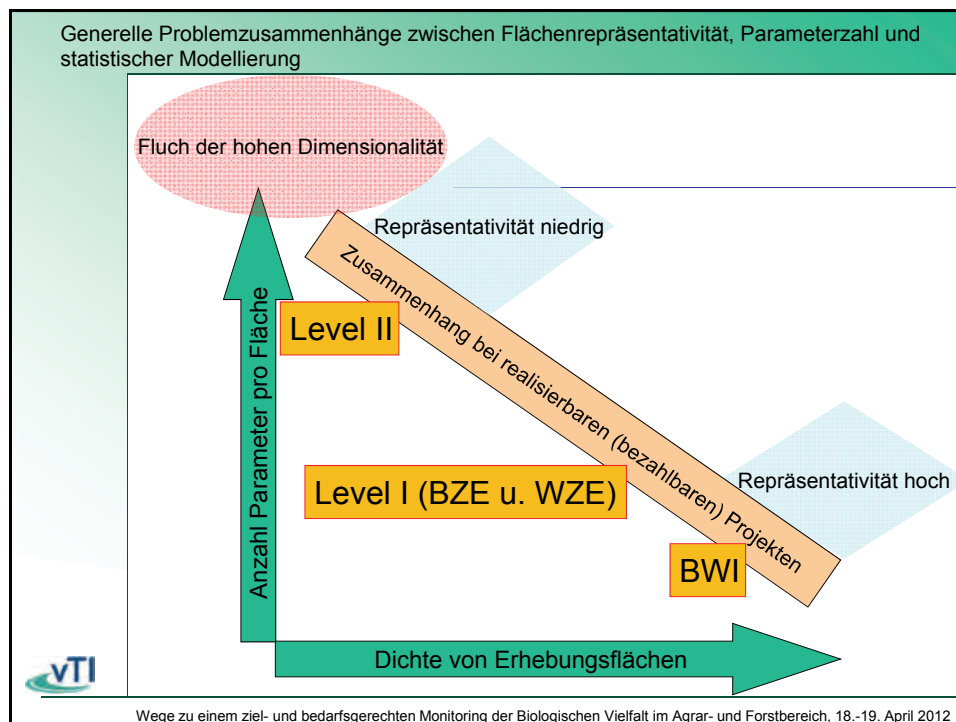 Generelle Problemzusammenhänge zwischen Flächenrepräsentativität, Parameterzahl und
statistischer Modellierung
Fluch der hohen Dimensionalität
Repräsentativität niedrig
Zusammenhang bei realisierbaren (bezahlbaren) Projekten
Anzahl Parameter pro Fläche
Level II
Level I (BZE u. WZE)
Repräsentativität hoch
BWI
Dichte von Erhebungsflächen
vTI
Wege zu einem ziel- und bedarfsgerechten Monitoring der Biologischen Vielfalt im Agrar- und Forstbereich, 18.-19. April 2012